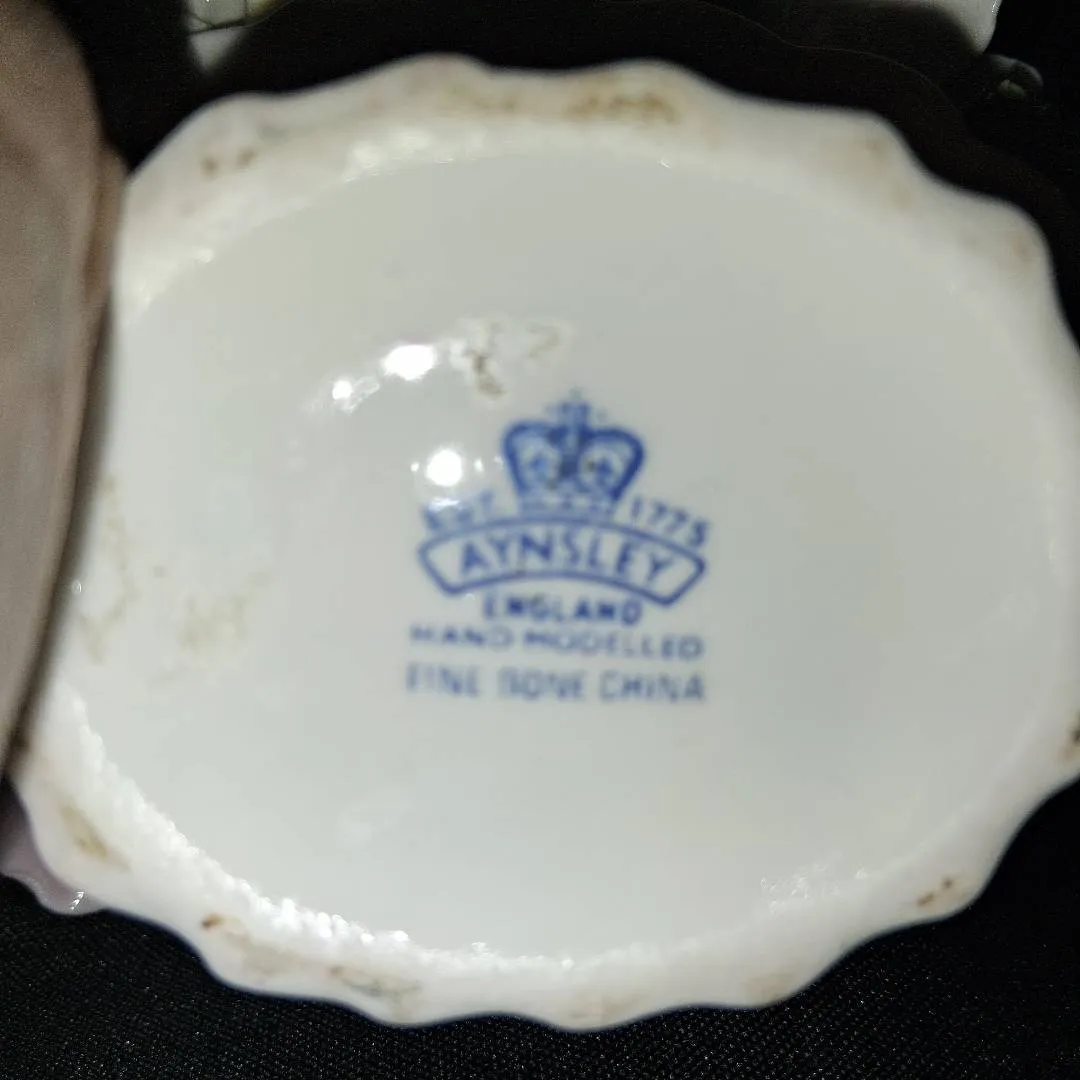 EST. 1775
AYNSLEY
ENGLAND
HAND MODELLED
FINE BONE CHINA